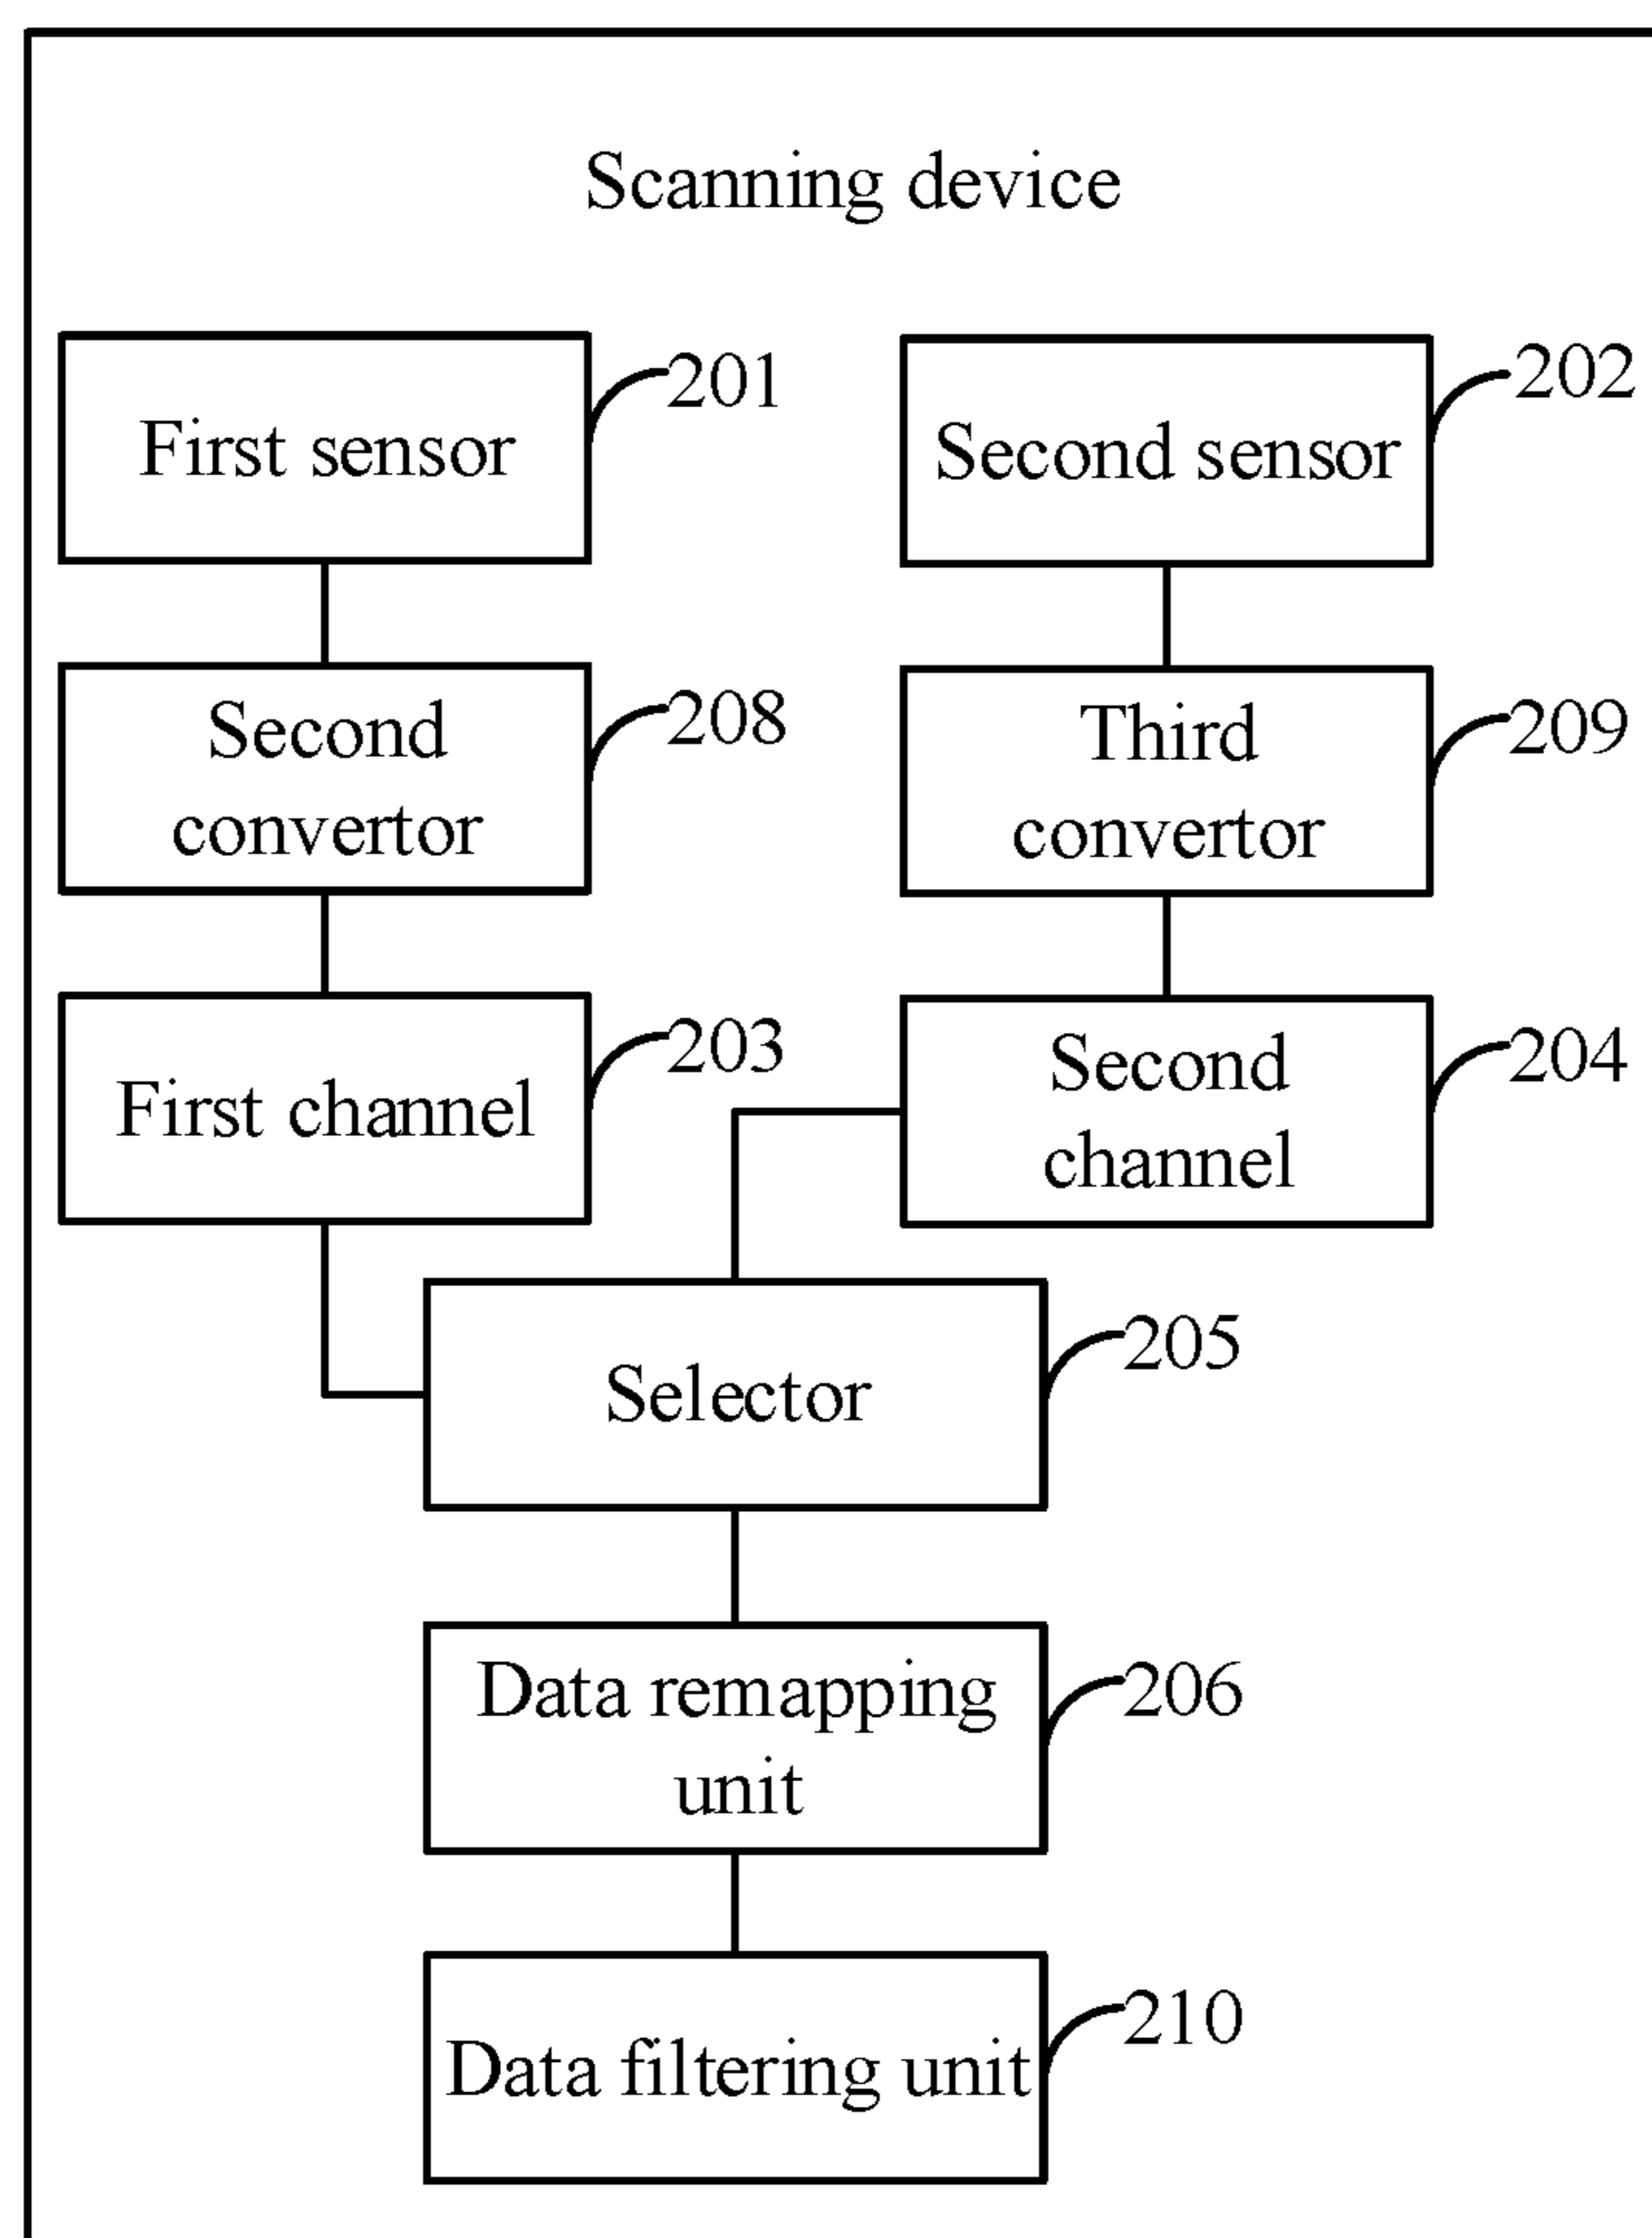 Scanning device
First sensor
201
Second sensor
202
Second
convertor
208
Third
convertor
209
First channel
203
Second
channel
204
Selector
205
Data remapping
unit
206
Data filtering unit
210